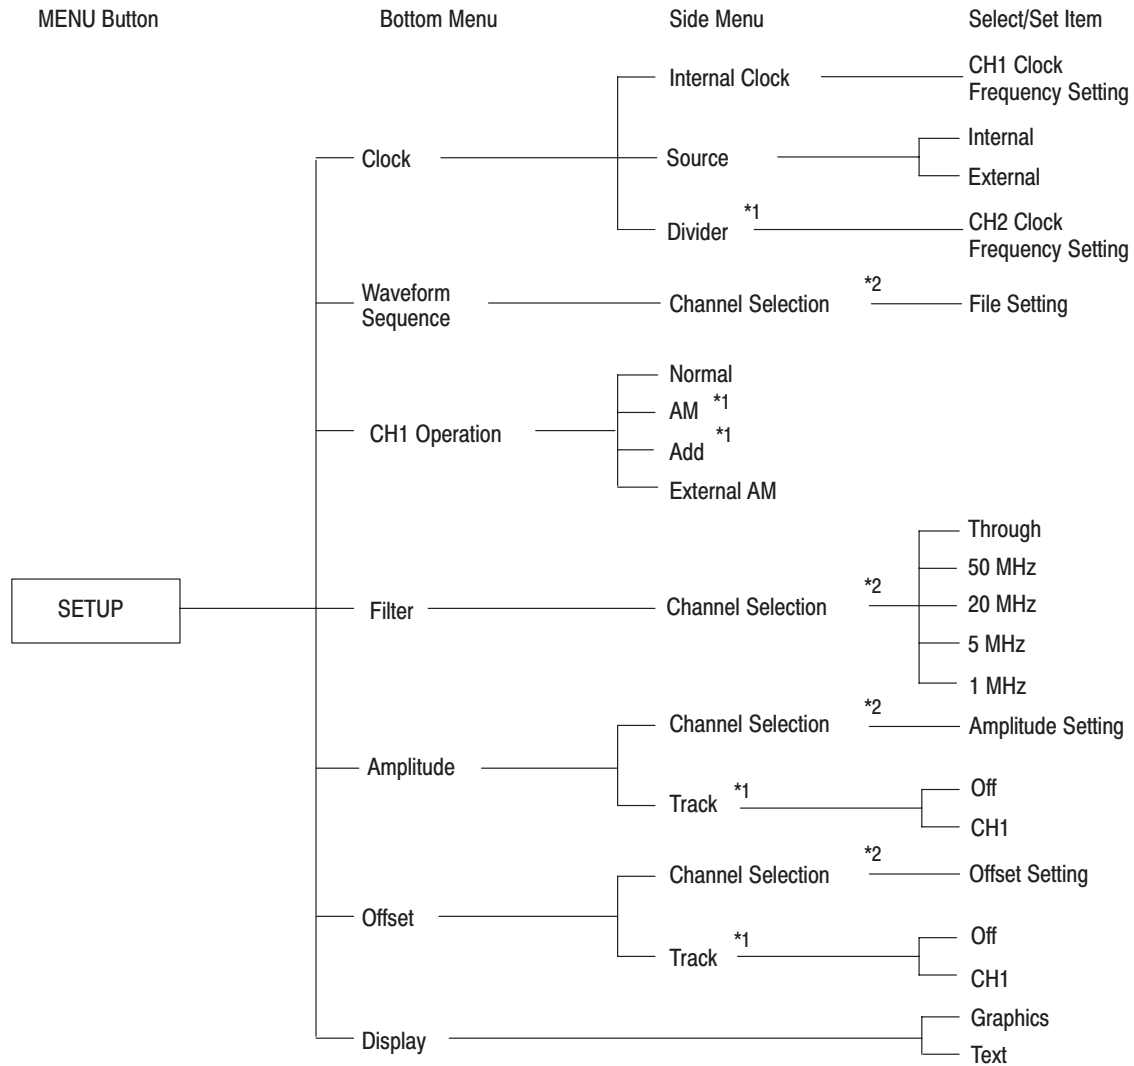 MENU Button Bottom Menu Side Menu Select/Set Item
CH1 Clock
Internal Clock
Frequency Setting
Internal
Clock Source
External
*1
Divider
CH2 Clock
Frequency Setting
Waveform
Sequence
Channel Selection *2 File Setting
Normal
AM *1
CH1 Operation
Add *1
External AM
Through
50 MHz
SETUP Filter Channel Selection *2 20 MHz
5 MHz
1 MHz
Channel Selection *2 Amplitude Setting
Amplitude
Track *1 Off
CH1
Channel Selection *2 Offset Setting
Offset
Track *1 Off
CH1
Graphics
Display
Text